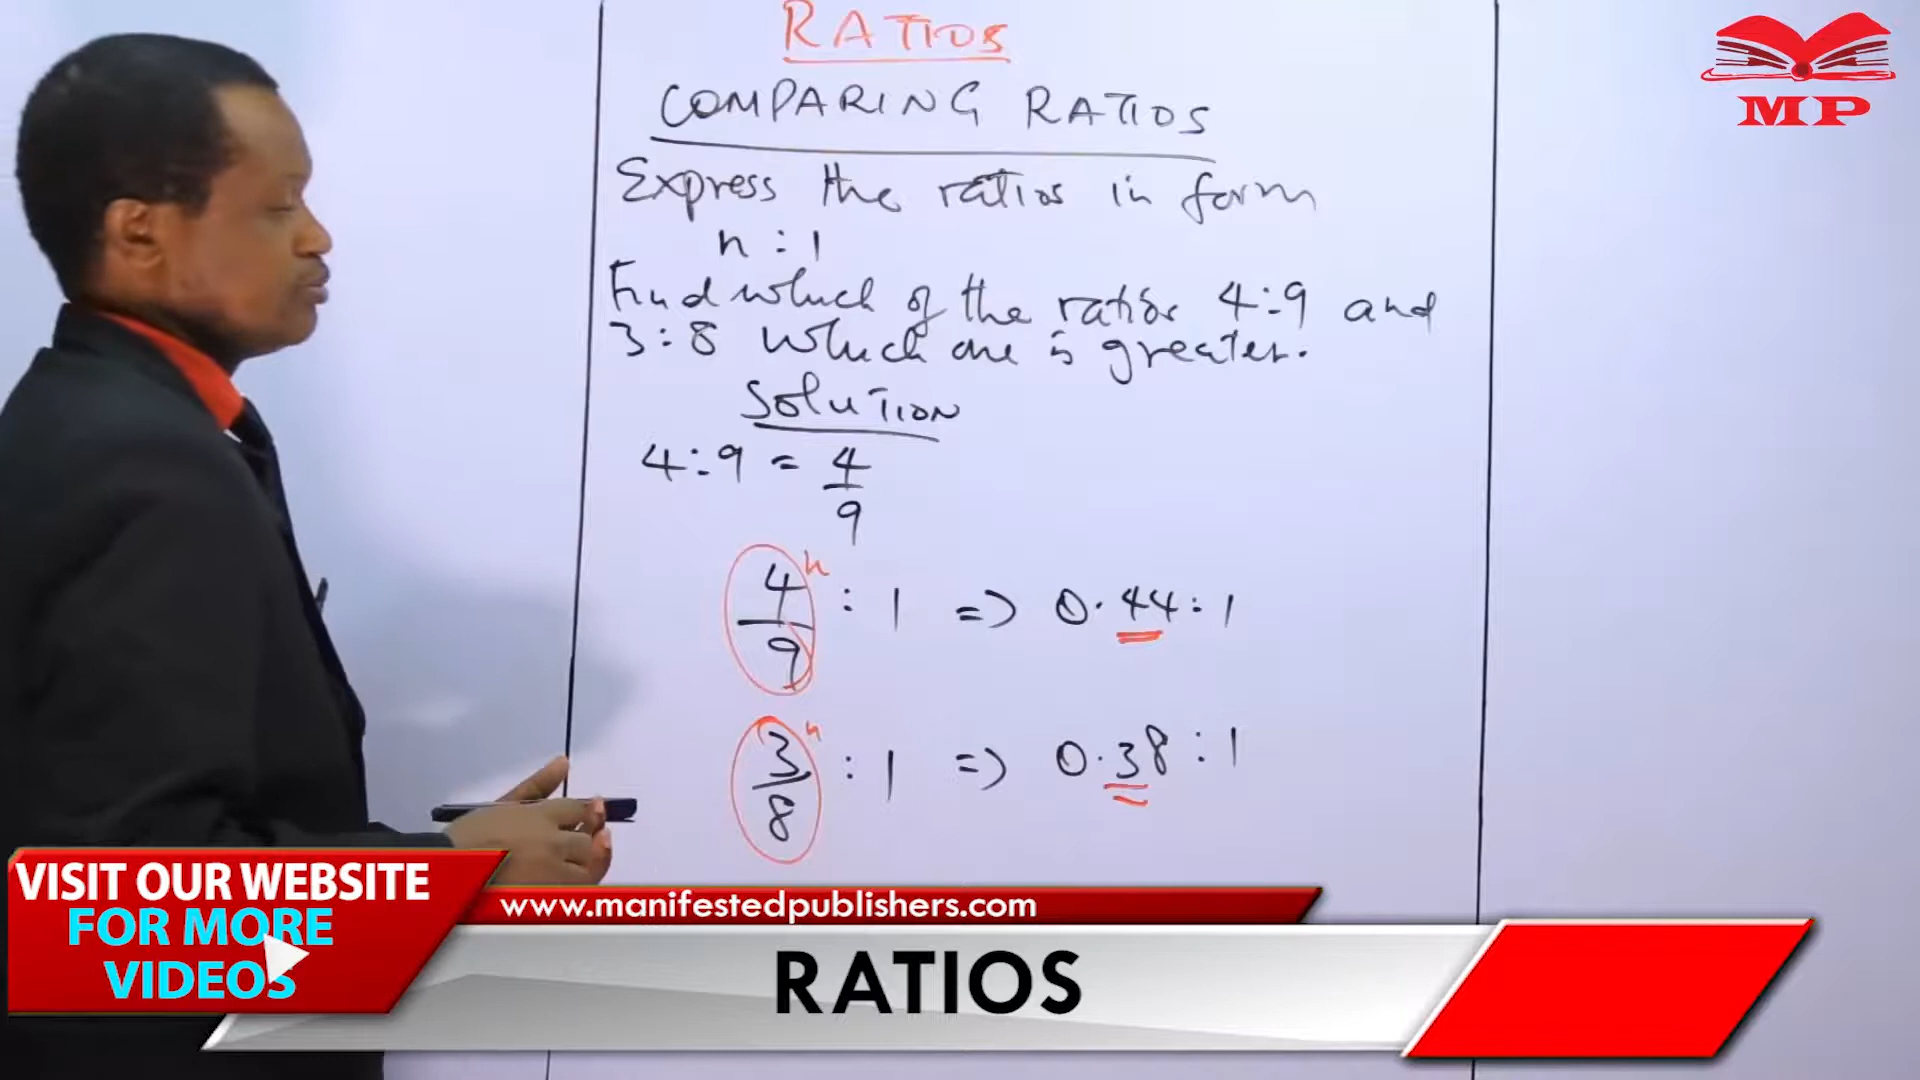 RATIOS
COMPARING RATIOS
Express the ratios in form
n : 1
Find which of the ratios 4:9 and
3:8 which one is greater.
Solution
4:9 = 4/9
4/9 n : 1 => 0.44 : 1
3/8 n : 1 => 0.38 : 1
MP
VISIT OUR WEBSITE
FOR MORE
VIDEOS
www.manifestedpublishers.com
RATIOS